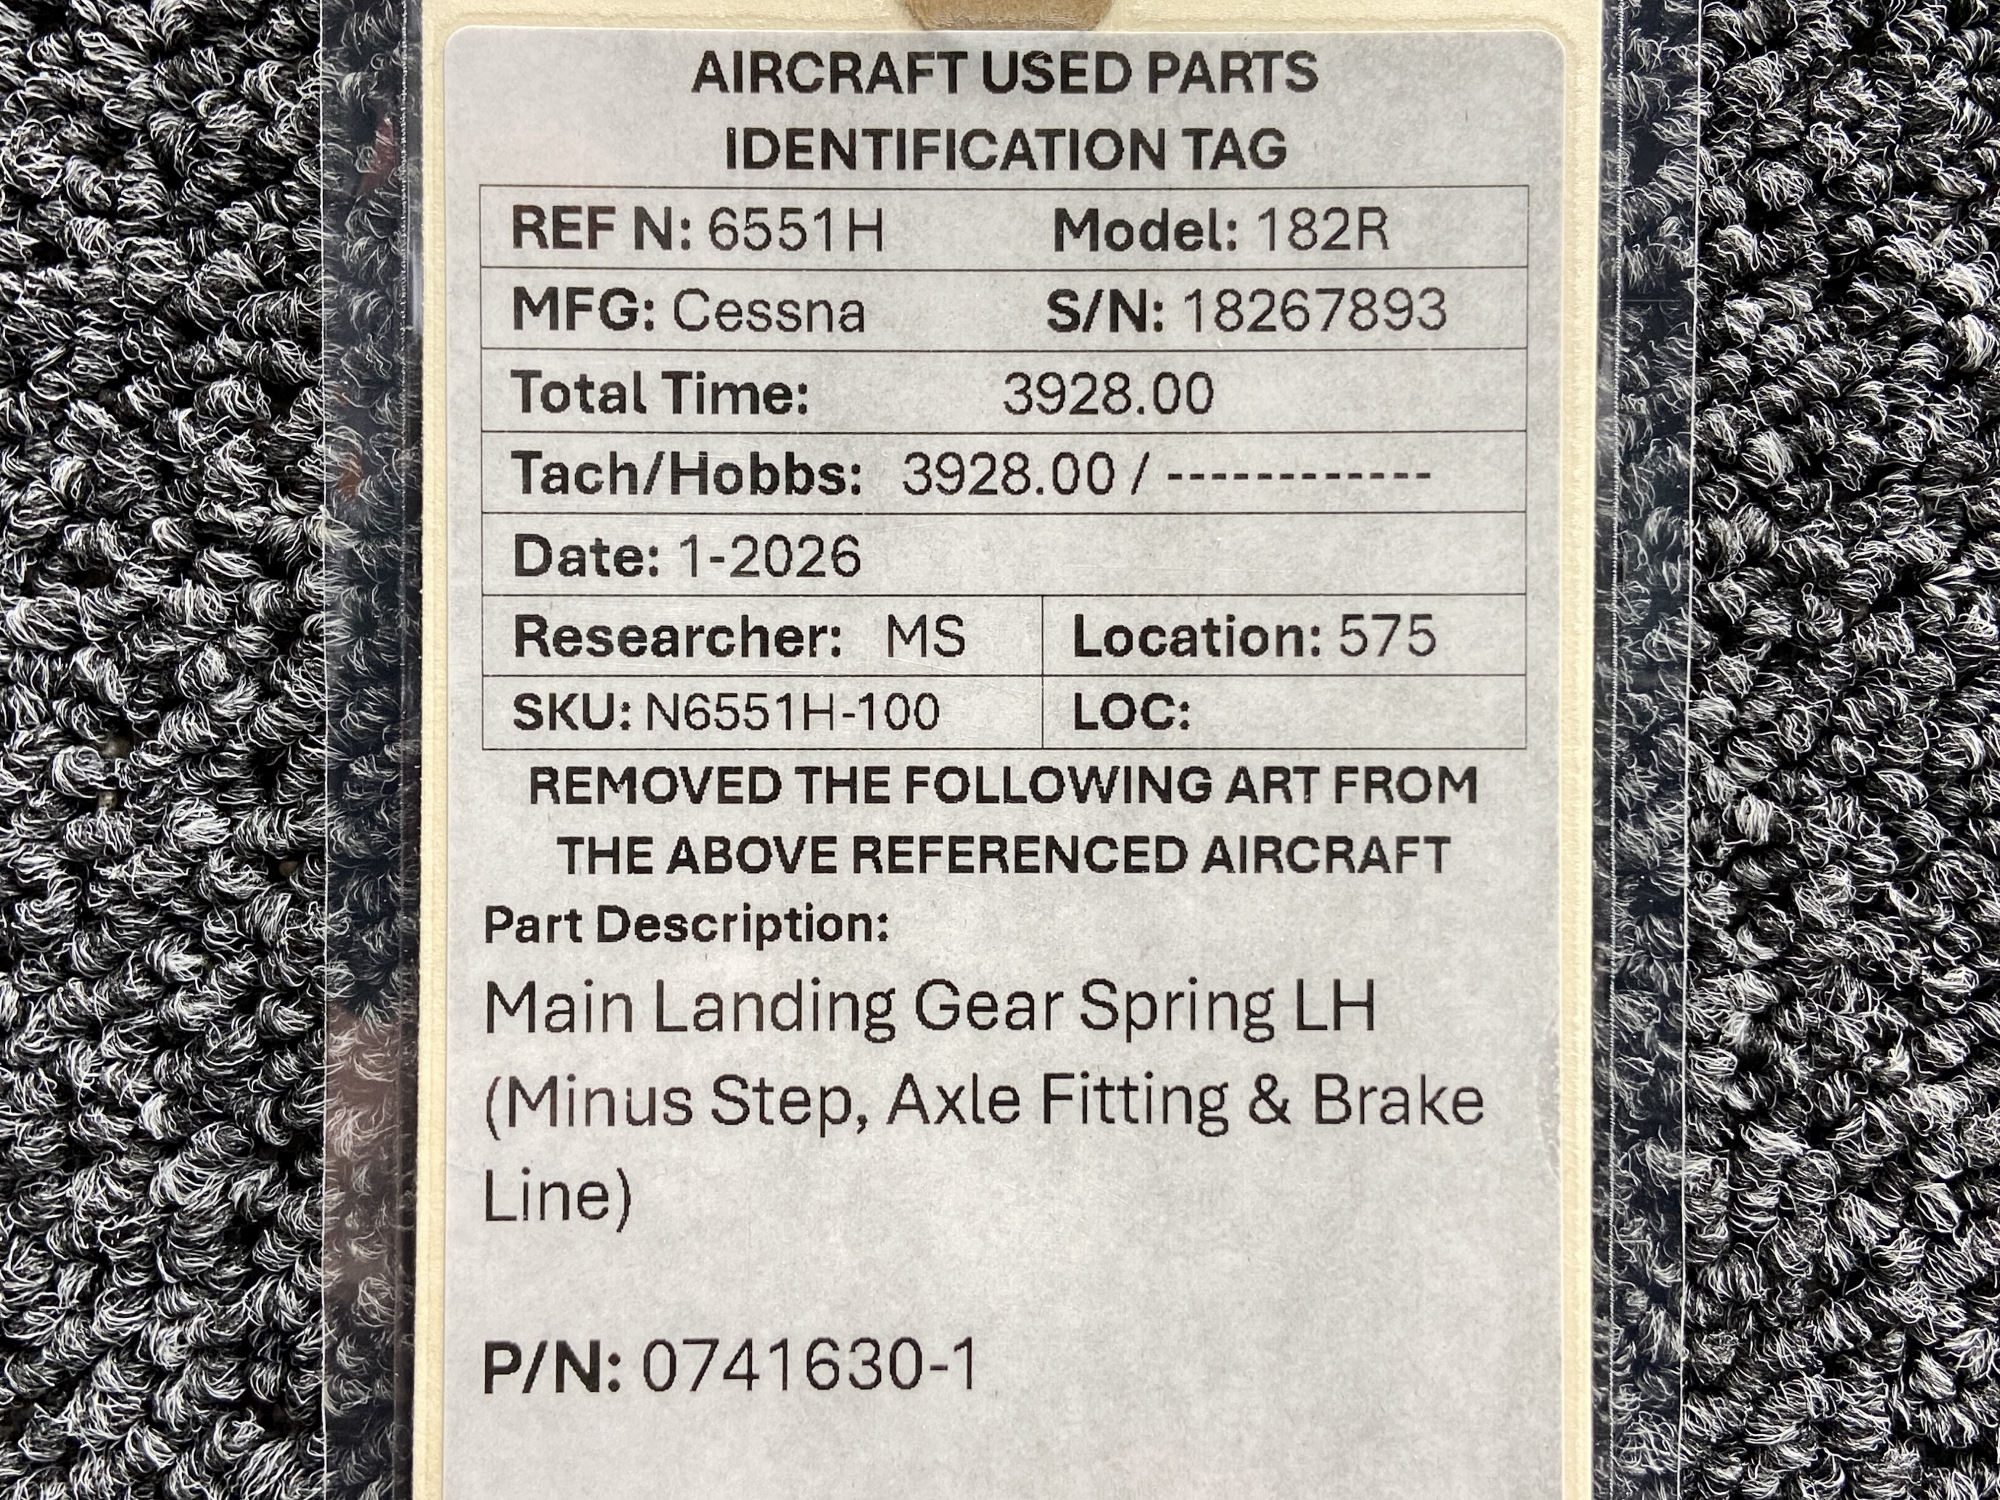 AIRCRAFT USED PARTS
IDENTIFICATION TAG
REF N: 6551H Model: 182R
MFG: Cessna S/N: 18267893
Total Time: 3928.00
Tach/Hobbs: 3928.00 / ------------
Date: 1-2026
Researcher: MS Location: 575
SKU: N6551H-100 LOC:
REMOVED THE FOLLOWING ART FROM
THE ABOVE REFERENCED AIRCRAFT
Part Description:
Main Landing Gear Spring LH
(Minus Step, Axle Fitting & Brake
Line)
P/N: 0741630-1